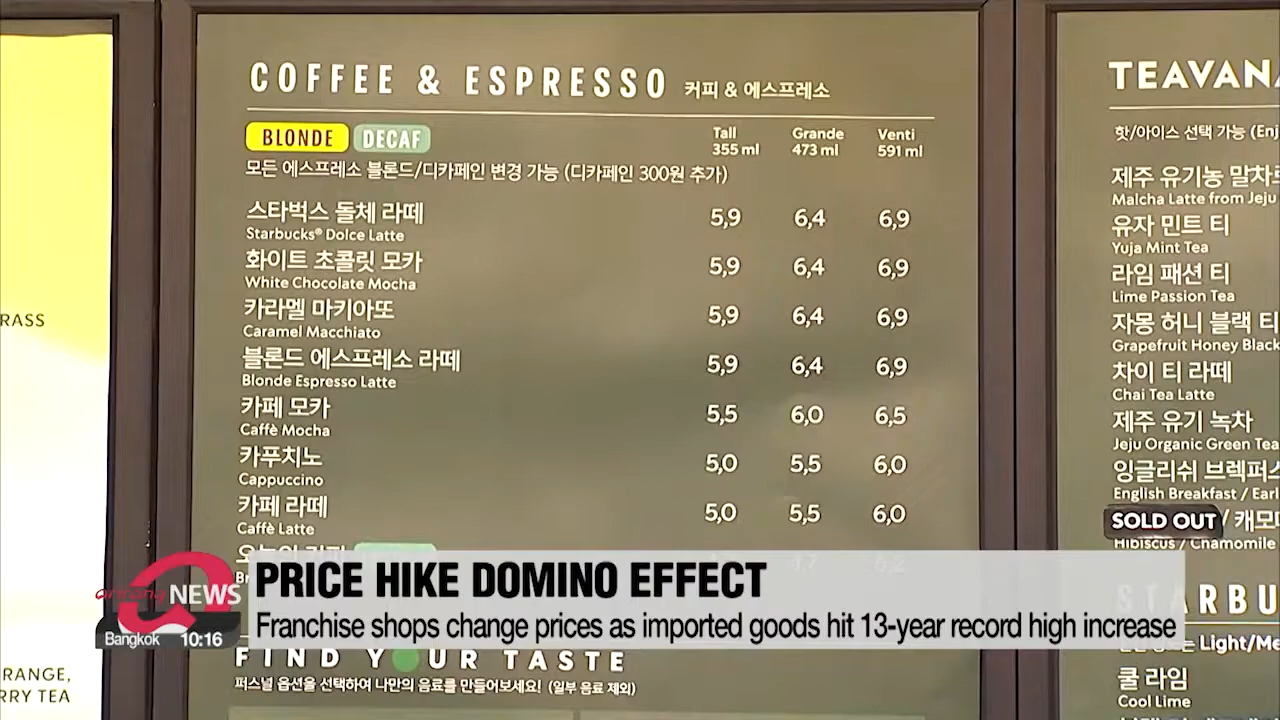 RASS
RANGE,
RRY TEA
COFFEE & ESPRESSO 커피 & 에스프레소
BLONDE DECAF
Tall Grande Venti
355 ml 473 ml 591 ml
모든 에스프레소 블론드/디카페인 변경 가능 (디카페인 300원 추가)
스타벅스 돌체 라떼 5,9 6,4 6,9
Starbucks® Dolce Latte
화이트 초콜릿 모카 5,9 6,4 6,9
White Chocolate Mocha
카라멜 마키아또 5,9 6,4 6,9
Caramel Macchiato
블론드 에스프레소 라떼 5,9 6,4 6,9
Blonde Espresso Latte
카페 모카 5,5 6,0 6,5
Caffè Mocha
카푸치노 5,0 5,5 6,0
Cappuccino
카페 라떼 5,0 5,5 6,0
Caffè Latte
FIND YOUR TASTE
퍼스널 옵션을 선택하여 나만의 음료를 만들어보세요! (일부 음료 제외)
TEAVANA
핫/아이스 선택 가능 (Enj
제주 유기농 말차
Malcha Latte from Jeju
유자 민트 티
Yuja Mint Tea
라임 패션 티
Lime Passion Tea
자몽 허니 블랙 티
Grapefruit Honey Black
차이 티 라떼
Chai Tea Latte
제주 유기 녹차
Jeju Organic Green Tea
잉글리쉬 브렉퍼스
English Breakfast / Earl
SOLD OUT / 캐모
Hibiscus / Chamomile
STARBU
Light/Me
쿨 라임
Cool Lime
arirang NEWS
Bangkok 10:16
PRICE HIKE DOMINO EFFECT
Franchise shops change prices as imported goods hit 13-year record high increase